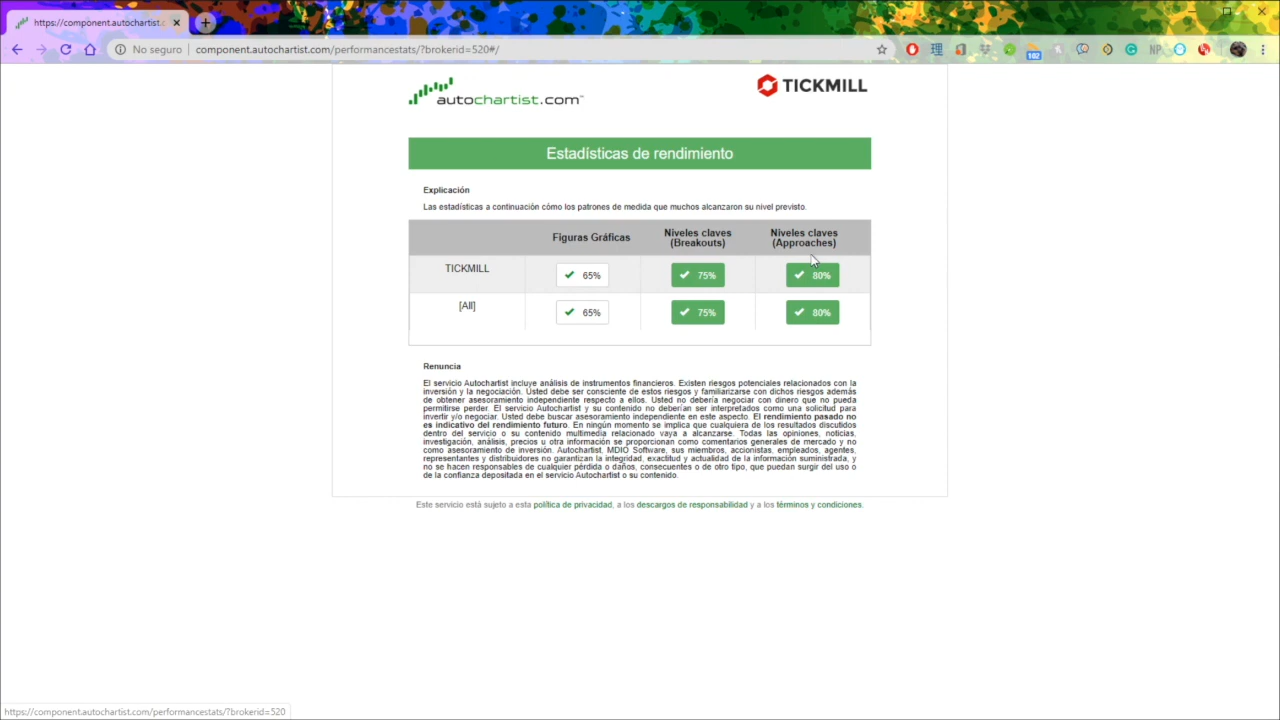 https://component.autochartist.c
No seguro
component.autochartist.com/performancestats/?brokerid=520#/
102
NP
autochartist.com™
TICKMILL
Estadísticas de rendimiento
Explicación
Las estadísticas a continuación cómo los patrones de medida que muchos alcanzaron su nivel previsto.
Figuras Gráficas
Niveles claves
(Breakouts)
Niveles claves
(Approaches)
TICKMILL
65%
75%
80%
[All]
65%
75%
80%
Renuncia
El servicio Autochartist incluye análisis de instrumentos financieros. Existen riesgos potenciales relacionados con la
inversión y la negociación. Usted debe ser consciente de estos riesgos y familiarizarse con dichos riesgos además
de obtener asesoramiento independiente respecto a ellos. Usted no debería negociar con dinero que no pueda
permitirse perder. El servicio Autochartist y su contenido no deberían ser interpretados como una solicitud para
invertir y/o negociar. Usted debe buscar asesoramiento independiente en este aspecto. El rendimiento pasado no
es indicativo del rendimiento futuro. En ningún momento se implica que cualquiera de los resultados discutidos
dentro del servicio o su contenido multimedia relacionado vaya a alcanzarse. Todas las opiniones, noticias,
investigación, análisis, precios u otra información se proporcionan como comentarios generales de mercado y no
como asesoramiento de inversión. Autochartist, MDIO Software, sus miembros, accionistas, empleados, agentes,
representantes y distribuidores no garantizan la integridad, exactitud y actualidad de la información suministrada, y
no se hacen responsables de cualquier pérdida o daños, consecuentes o de otro tipo, que puedan surgir del uso o
de la confianza depositada en el servicio Autochartist o su contenido.
Este servicio está sujeto a esta política de privacidad, a los descargos de responsabilidad y a los términos y condiciones.
https://component.autochartist.com/performancestats/?brokerid=520